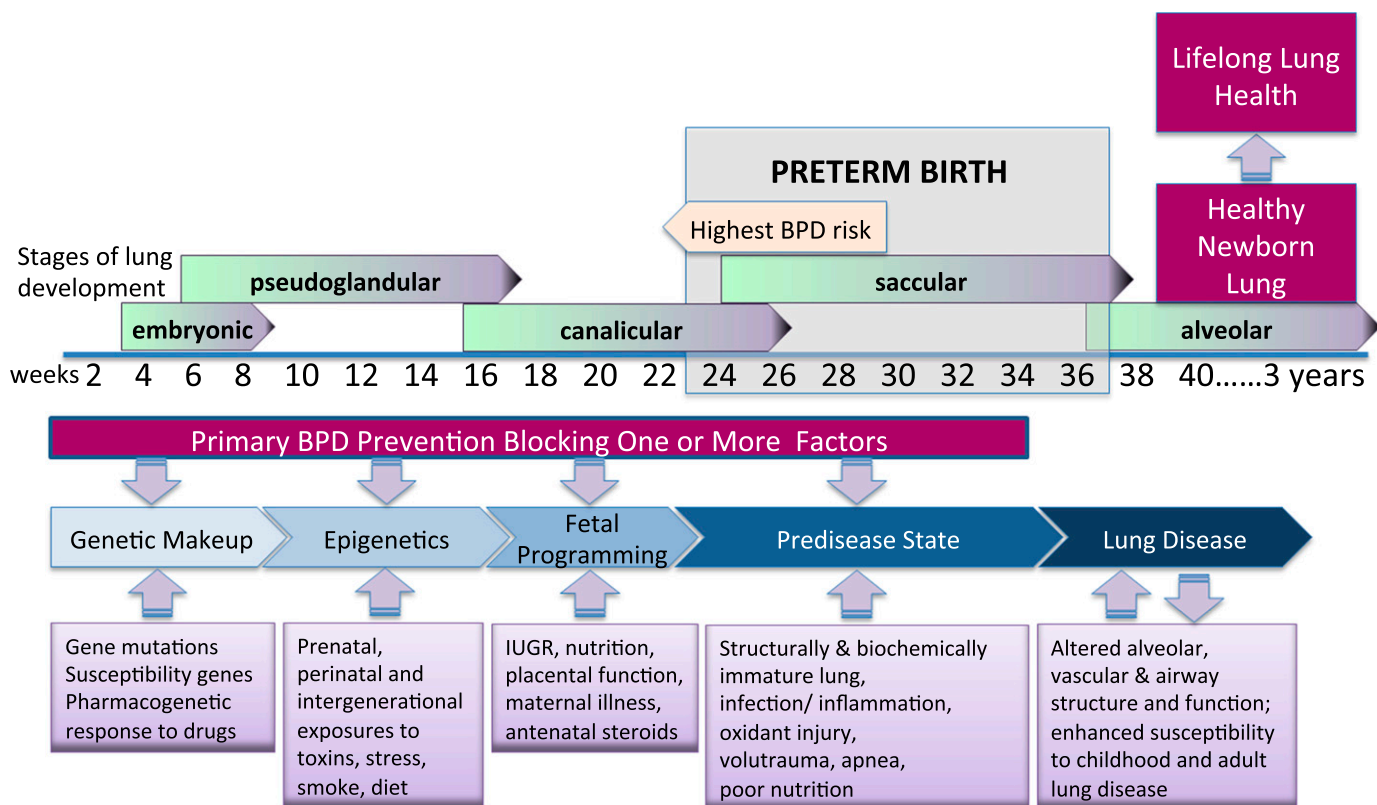 Lifelong Lung
Health
PRETERM BIRTH
Healthy
Newborn
Lung
Highest BPD risk
Stages of lung
development
pseudoglandular
saccular
embryonic
canalicular
alveolar
weeks 2 4 6 8 10 12 14 16 18 20 22 24 26 28 30 32 34 36 38 40......3 years
Primary BPD Prevention Blocking One or More Factors
Genetic Makeup
Epigenetics
Fetal
Programming
Predisease State
Lung Disease
Gene mutations
Susceptibility genes
Pharmacogenetic
response to drugs
Prenatal,
perinatal and
intergenerational
exposures to
toxins, stress,
smoke, diet
IUGR, nutrition,
placental function,
maternal illness,
antenatal steroids
Structurally & biochemically
immature lung,
infection/ inflammation,
oxidant injury,
volutrauma, apnea,
poor nutrition
Altered alveolar,
vascular & airway
structure and function;
enhanced susceptibility
to childhood and adult
lung disease